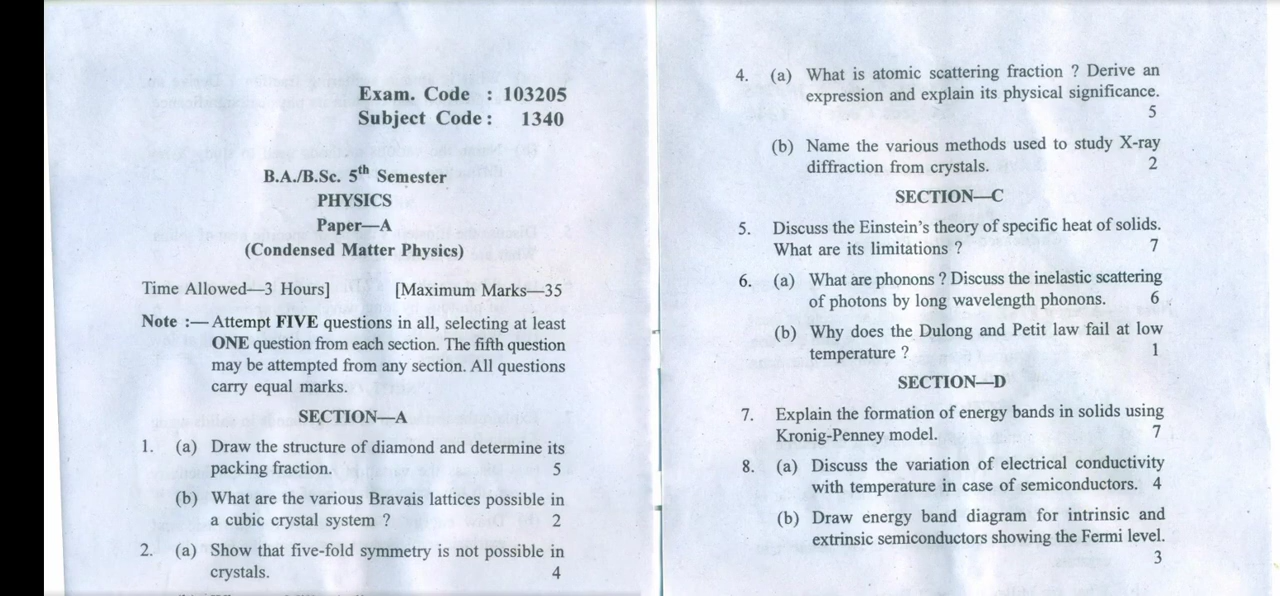 Exam. Code : 103205
Subject Code : 1340
B.A./B.Sc. 5th Semester
PHYSICS
Paper—A
(Condensed Matter Physics)
Time Allowed—3 Hours] [Maximum Marks—35
Note :— Attempt FIVE questions in all, selecting at least
ONE question from each section. The fifth question
may be attempted from any section. All questions
carry equal marks.
SECTION—A
1. (a) Draw the structure of diamond and determine its
packing fraction. 5
(b) What are the various Bravais lattices possible in
a cubic crystal system ? 2
2. (a) Show that five-fold symmetry is not possible in
crystals. 4
4. (a) What is atomic scattering fraction ? Derive an
expression and explain its physical significance.
5
(b) Name the various methods used to study X-ray
diffraction from crystals. 2
SECTION—C
5. Discuss the Einstein's theory of specific heat of solids.
What are its limitations ? 7
6. (a) What are phonons ? Discuss the inelastic scattering
of photons by long wavelength phonons. 6
(b) Why does the Dulong and Petit law fail at low
temperature ? 1
SECTION—D
7. Explain the formation of energy bands in solids using
Kronig-Penney model. 7
8. (a) Discuss the variation of electrical conductivity
with temperature in case of semiconductors. 4
(b) Draw energy band diagram for intrinsic and
extrinsic semiconductors showing the Fermi level.
3